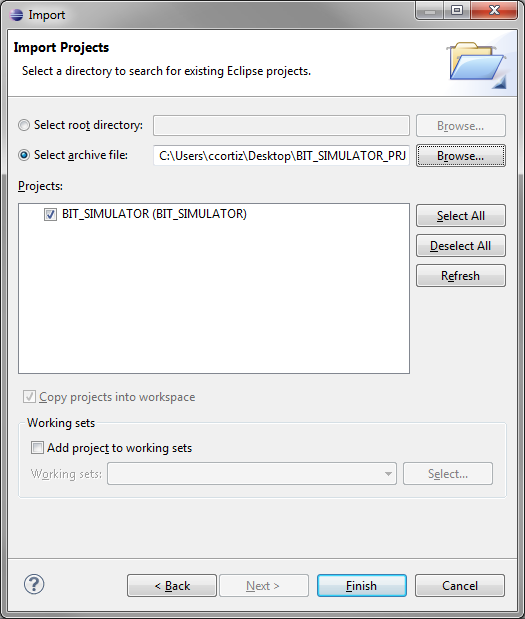 Import
Import Projects
Select a directory to search for existing Eclipse projects.
Select root directory:
Browse...
Select archive file:
C:\Users\ccortiz\Desktop\BIT_SIMULATOR_PRJ
Browse...
Projects:
BIT_SIMULATOR (BIT_SIMULATOR)
Select All
Deselect All
Refresh
Copy projects into workspace
Working sets
Add project to working sets
Working sets:
Select...
?
< Back
Next >
Finish
Cancel